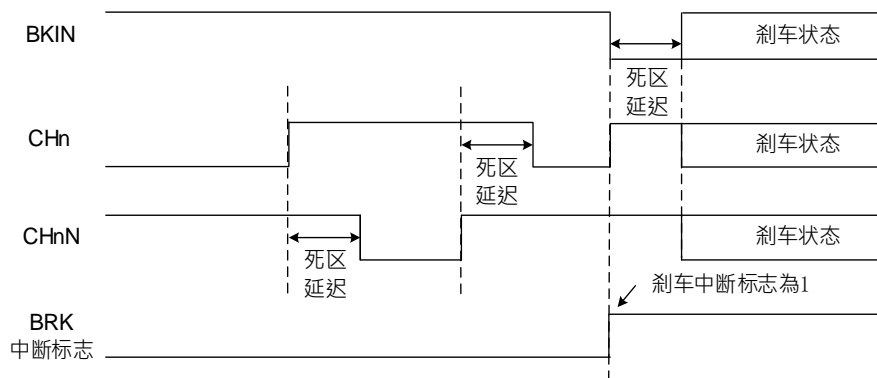 BKIN
刹车状态
死区
延迟
CHn
刹车状态
死区
延迟
CHnN
刹车状态
死区
延迟
刹车中断标志為1
BRK
中断标志